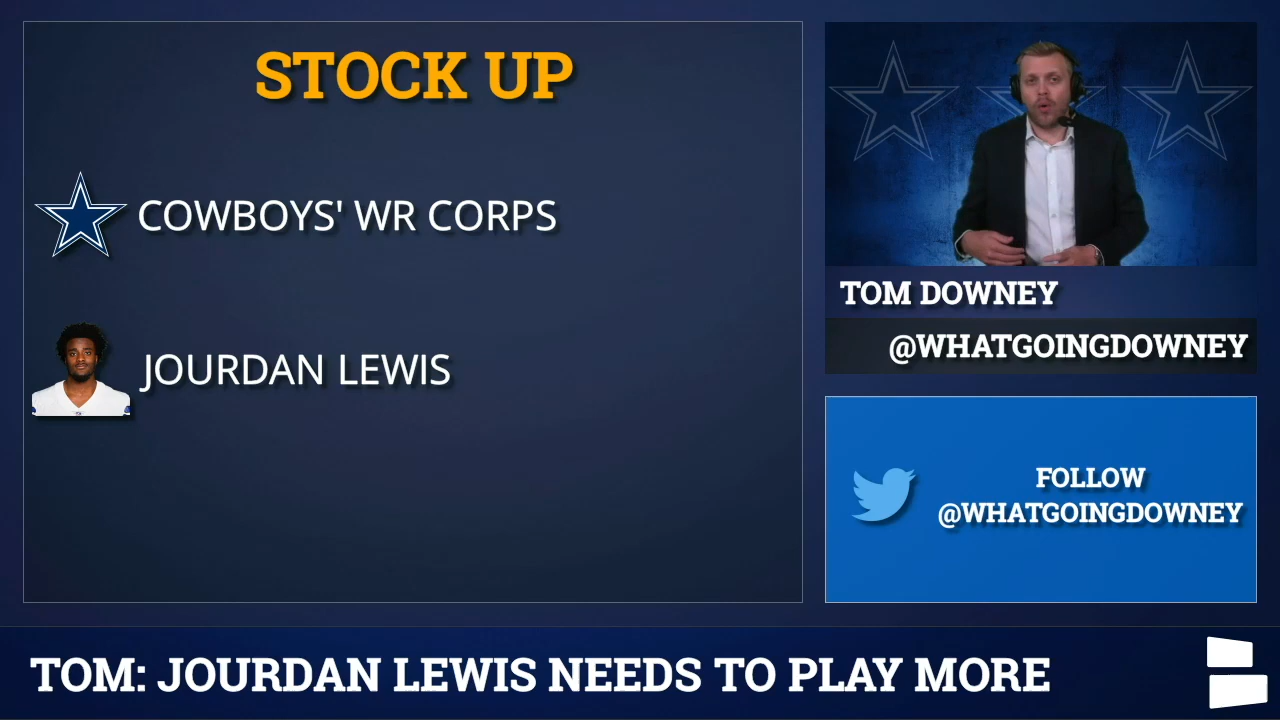 STOCK UP
COWBOYS' WR CORPS
JOURDAN LEWIS
TOM DOWNEY
@WHATGOINGDOWNEY
FOLLOW
@WHATGOINGDOWNEY
TOM: JOURDAN LEWIS NEEDS TO PLAY MORE